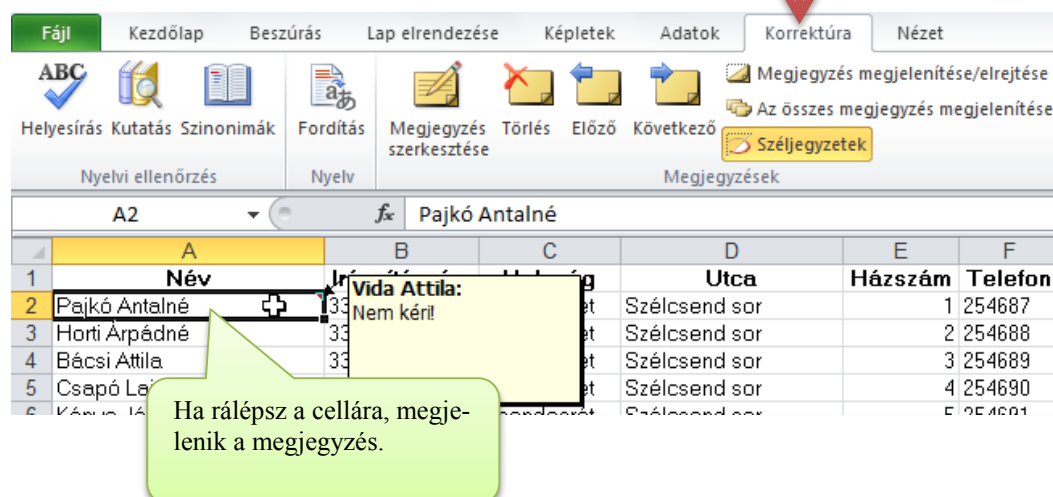 Fájl Kezdőlap Beszúrás Lap elrendezése Képletek Adatok Korrektúra Nézet
ABC
Helyesírás Kutatás Szinonimák Fordítás Megjegyzés szerkesztése Törlés Előző Következő
Megjegyzés megjelenítése/elrejtése
Az összes megjegyzés megjelenítése
Széljegyzetek
Nyelvi ellenőrzés Nyelv Megjegyzések
A2 fx Pajkó Antalné
A B C D E F
1 Név Utca Házszám Telefon
2 Pajkó Antalné Szélcsend sor 1 254687
3 Horti Árpádné Szélcsend sor 2 254688
4 Bácsi Attila Szélcsend sor 3 254689
5 Csapó Szélcsend sor 4 254690
Vida Attila:
Nem kéri!
Ha rálépsz a cellára, megje-
lenik a megjegyzés.